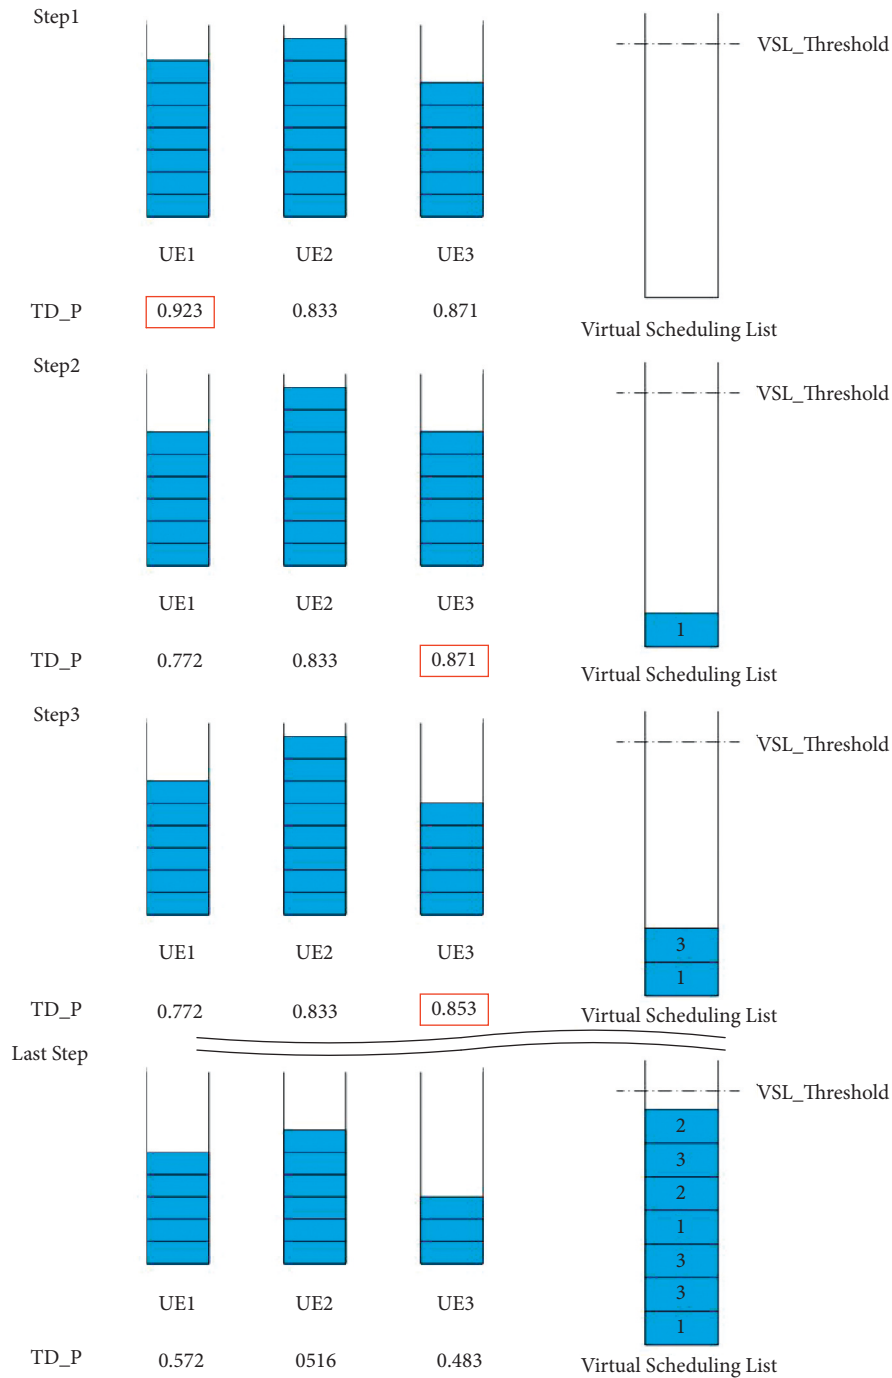 Step1
VSL_Threshold
UE1 UE2 UE3
TD_P 0.923 0.833 0.871
Virtual Scheduling List
Step2
VSL_Threshold
1
UE1 UE2 UE3
TD_P 0.772 0.833 0.871
Virtual Scheduling List
Step3
VSL_Threshold
3
1
UE1 UE2 UE3
TD_P 0.772 0.833 0.853
Virtual Scheduling List
Last Step
VSL_Threshold
2
3
2
1
3
3
1
UE1 UE2 UE3
TD_P 0.572 0516 0.483
Virtual Scheduling List